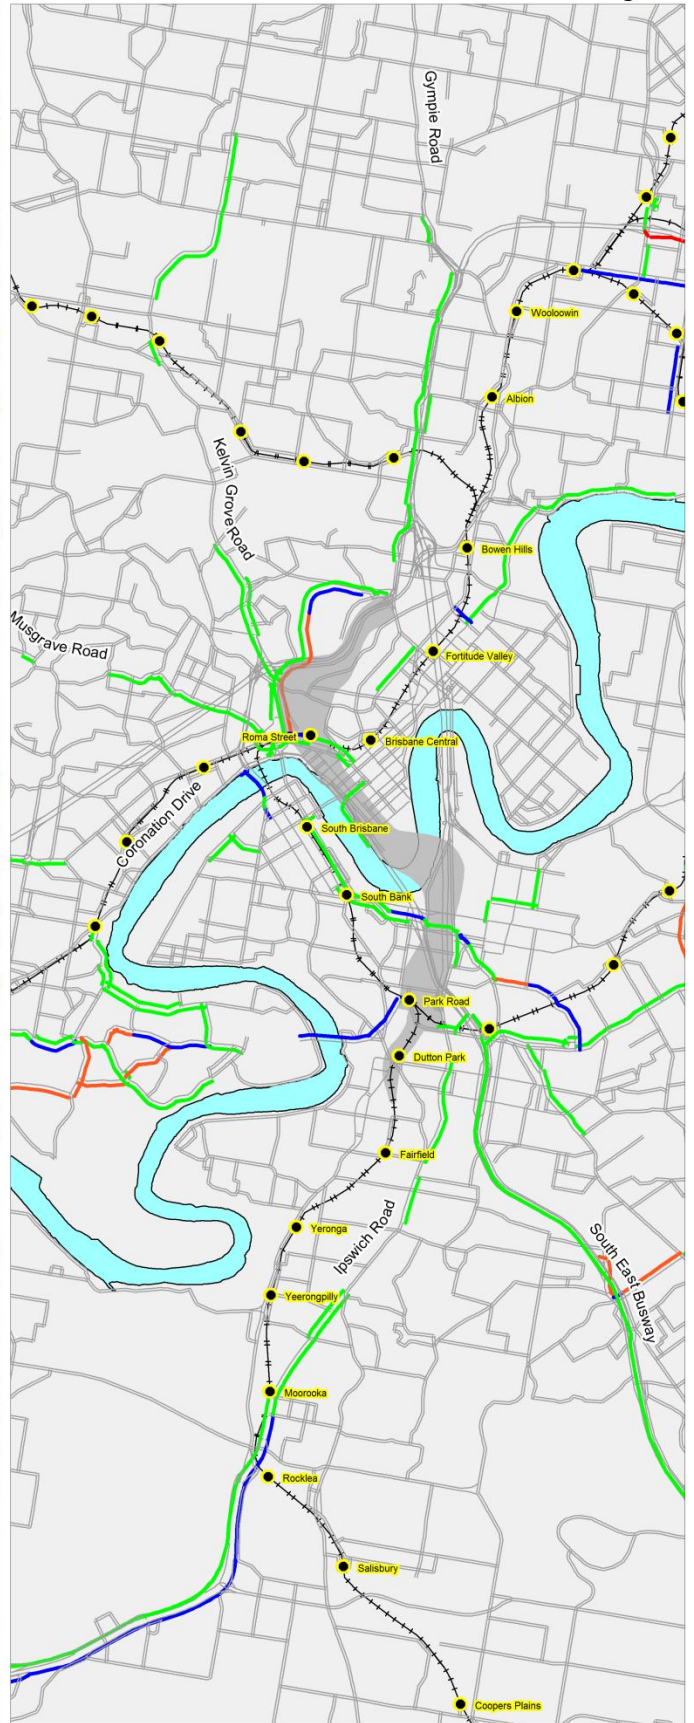 Gympie Road
Wooloowin
Albion
Kelvin Grove Road
Bowen Hills
Musgrave Road
Fortitude Valley
Roma Street
Brisbane Central
Coronation Drive
South Brisbane
South Bank
Park Road
Dutton Park
Fairfield
Ipswich Road
Yeronga
South East Busway
Yeerongpilly
Moorooka
Rocklea
Salisbury
Coopers Plains